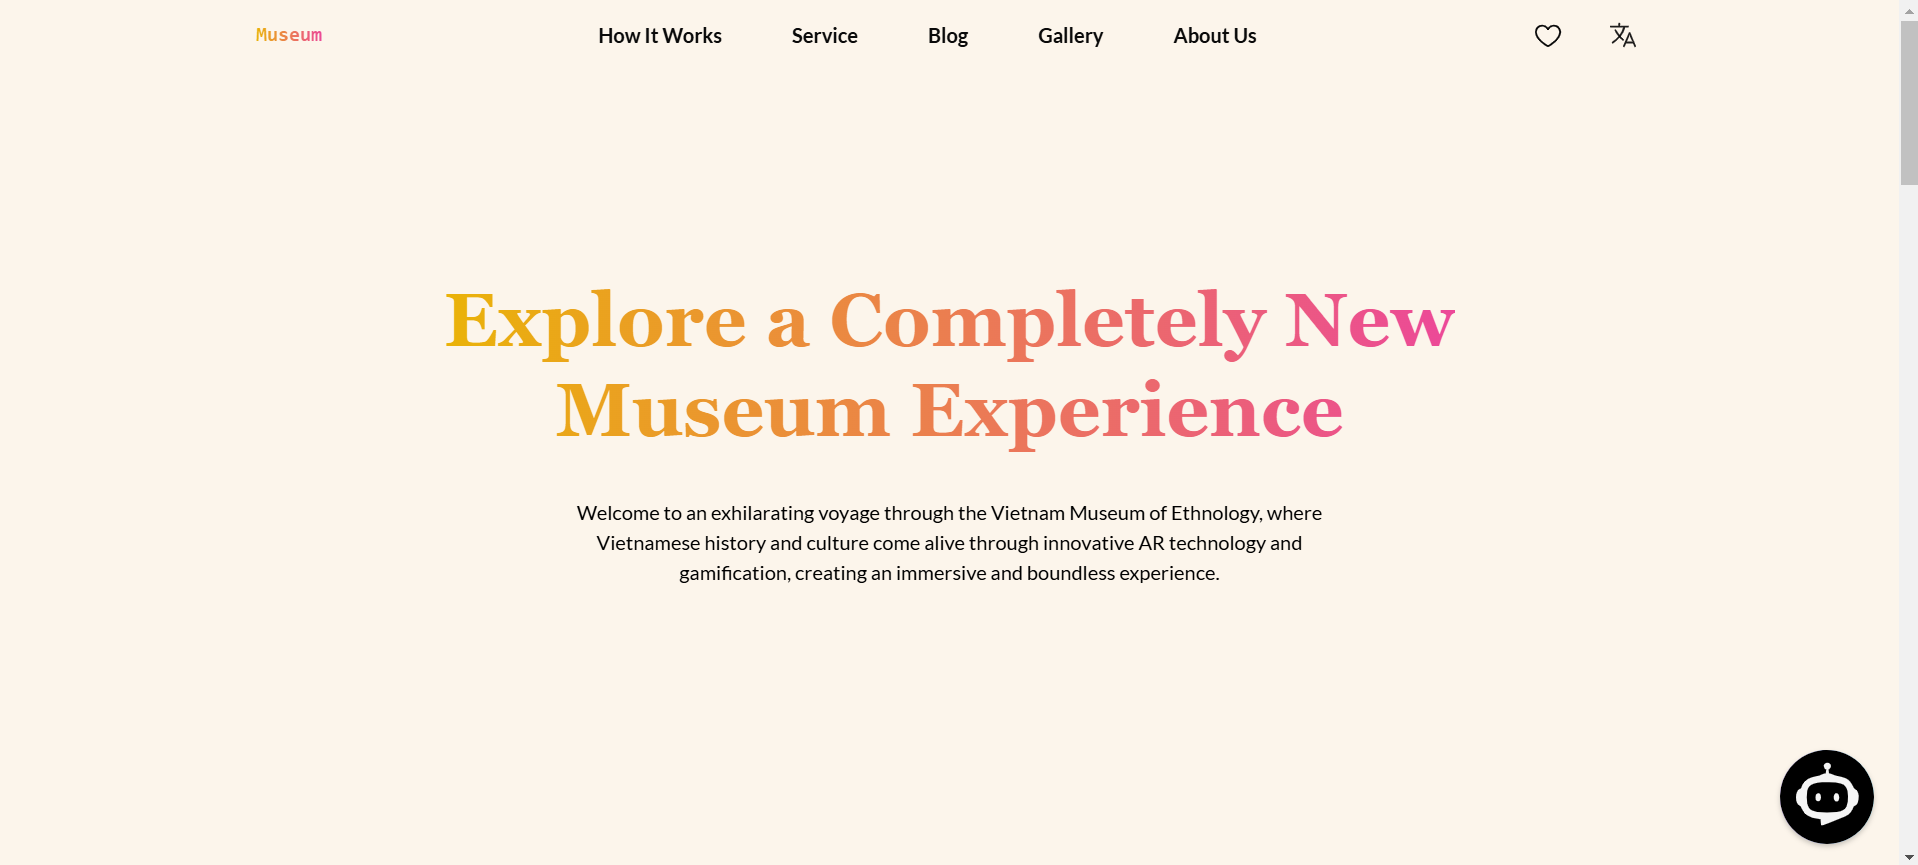 Museum
How It Works
Service
Blog
Gallery
About Us
Explore a Completely New
Museum Experience
Welcome to an exhilarating voyage through the Vietnam Museum of Ethnology, where
Vietnamese history and culture come alive through innovative AR technology and
gamification, creating an immersive and boundless experience.